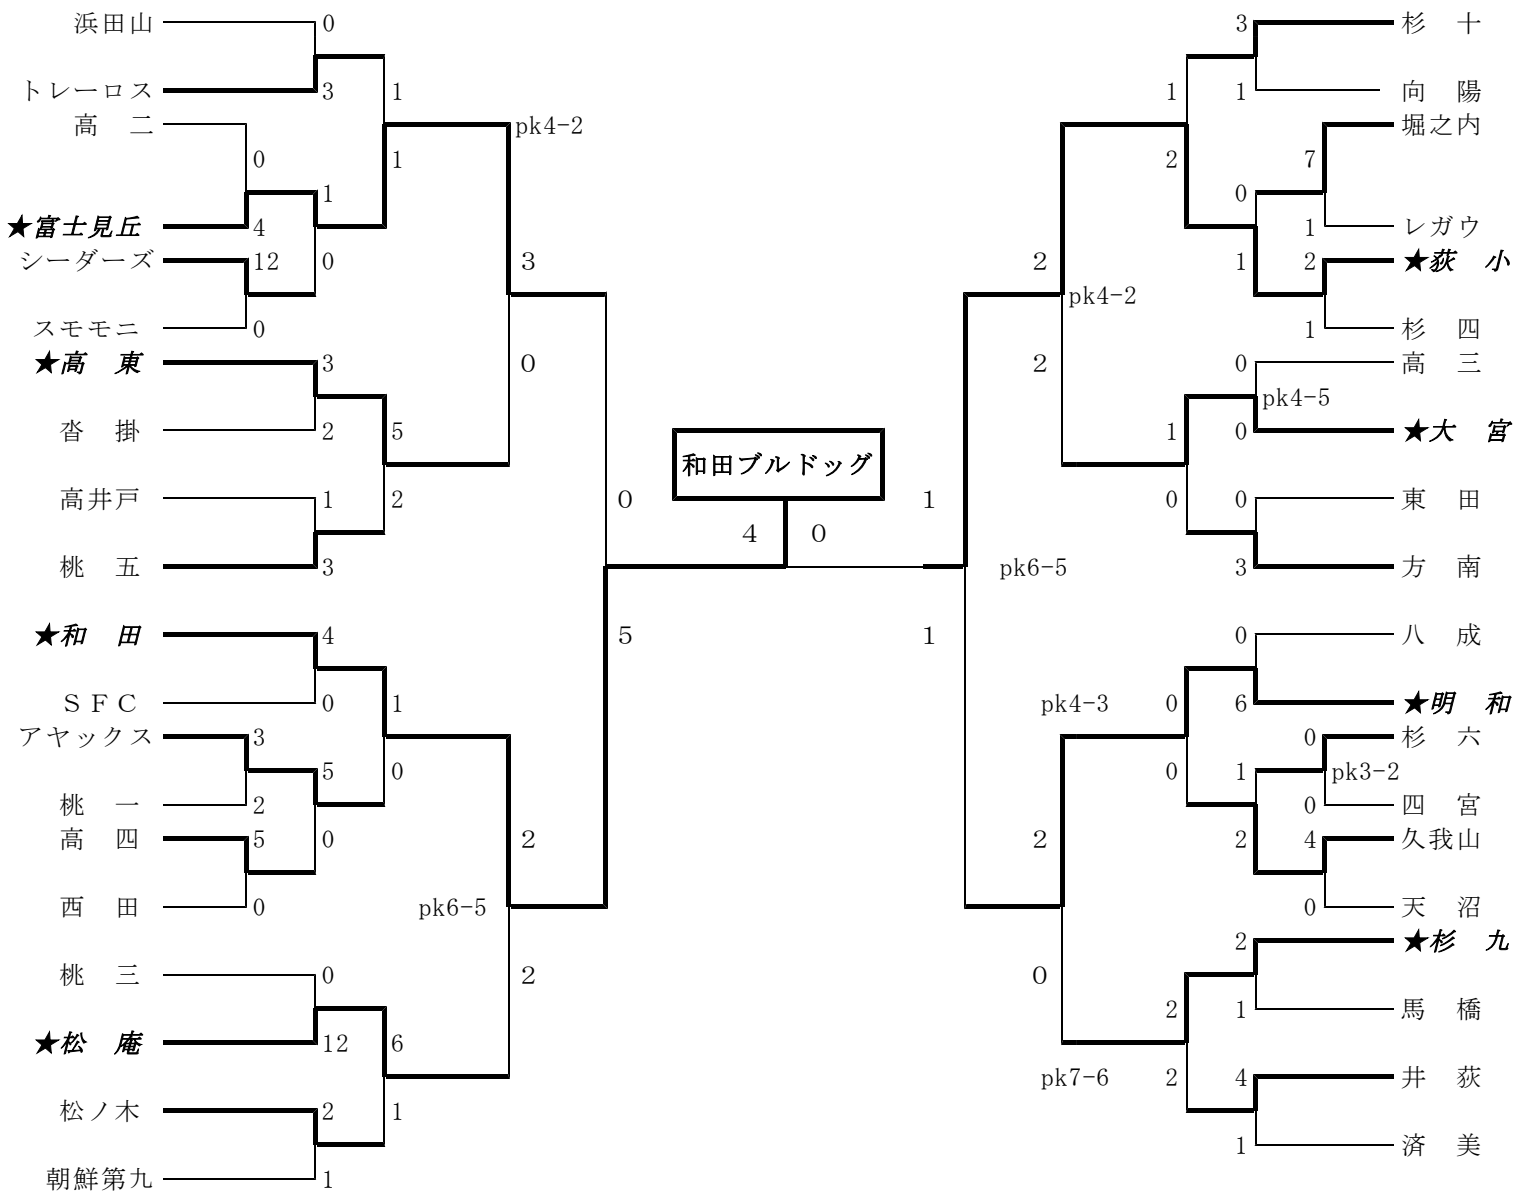 浜田山 0 3 杉 十
トレーロス 3 1 1 1 向 陽
高 二 pk4-2 堀之内
0 1 2 7
1 0
★富士見丘 4 1 レガウ
シーダーズ 12 0 3 2 1 2 ★荻 小
pk4-2
スモモニ 0 1 杉 四
★高 東 3 0 2 0 高 三
pk4-5
沓 掛 2 5 1 0 ★大 宮
和田ブルドッグ
高井戸 1 2 0 1 0 0 東 田
4 0
桃 五 3 pk6-5 3 方 南
★和 田 4 5 1 0 八 成
SFC 0 1 pk4-3 0 6 ★明 和
アヤックス 3 0 杉 六
5 0 0 1 pk3-2
桃 一 2 0 四 宮
高 四 5 0 2 2 2 4 久我山
西 田 0 pk6-5 0 天 沼
2 ★杉 九
桃 三 0 2 0
2 1 馬 橋
★松 庵 12 6
pk7-6 2 4 井 荻
松ノ木 2 1
1 済 美
朝鮮第九 1